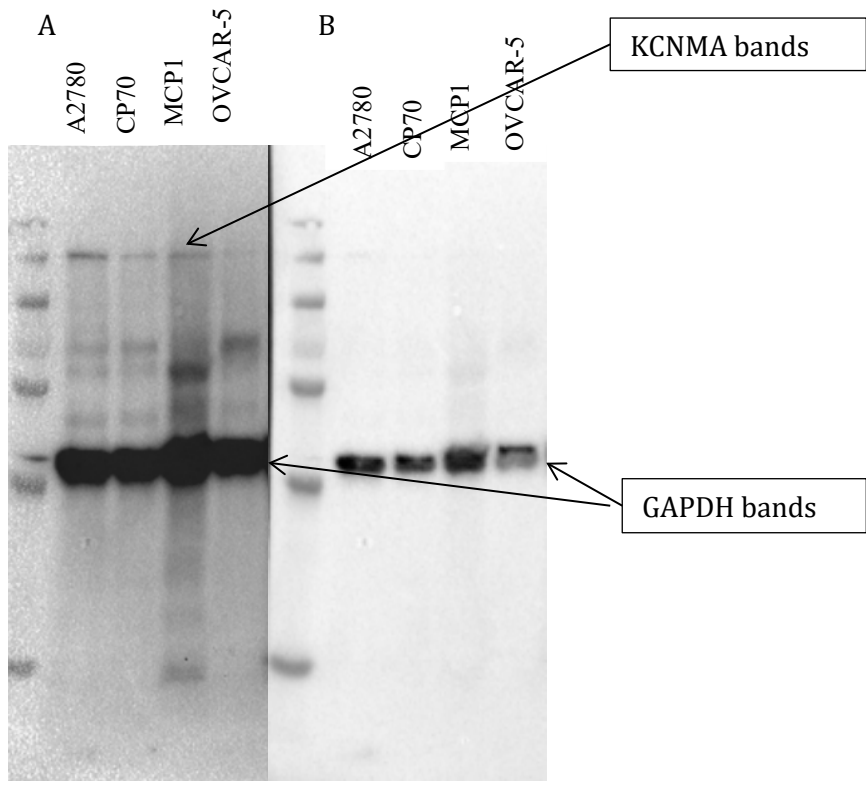 A
B
KCNMA bands
A2780
CP70
MCP1
OVCAR-5
A2780
CP70
MCP1
OVCAR-5
GAPDH bands